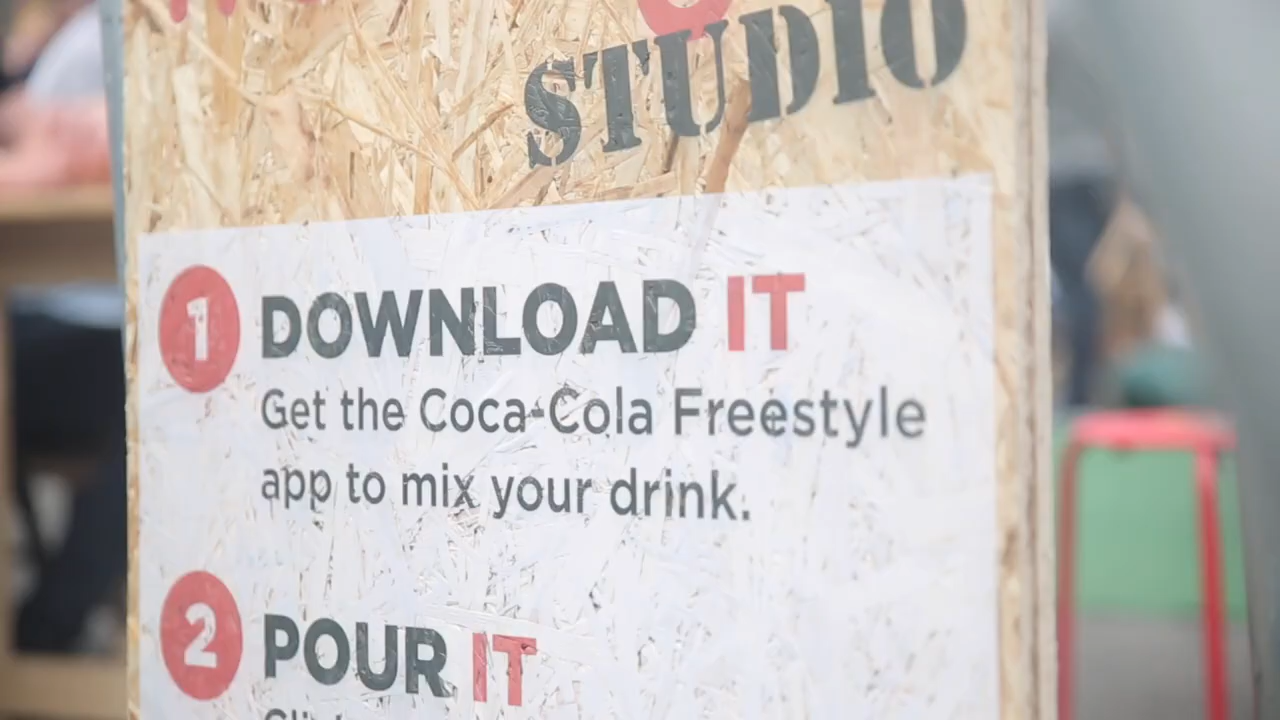 STUDIO
1 DOWNLOAD IT
Get the Coca-Cola Freestyle
app to mix your drink.
2 POUR IT